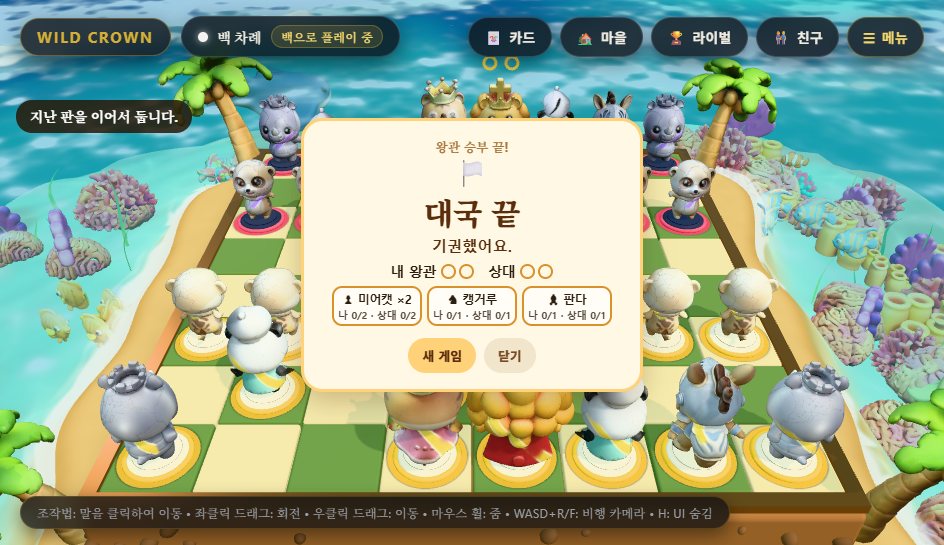 WILD CROWN
백 차례 백으로 플레이 중
카드
마을
라이벌
친구
☰ 메뉴
지난 판을 이어서 둡니다.
왕관 승부 끝!
대국 끝
기권했어요.
내 왕관 상대
미어캣 ×2
나 0/2 · 상대 0/2
캥거루
나 0/1 · 상대 0/1
판다
나 0/1 · 상대 0/1
새 게임
닫기
조작법: 말을 클릭하여 이동 • 좌클릭 드래그: 회전 • 우클릭 드래그: 이동 • 마우스 휠: 줌 • WASD+R/F: 비행 카메라 • H: UI 숨김